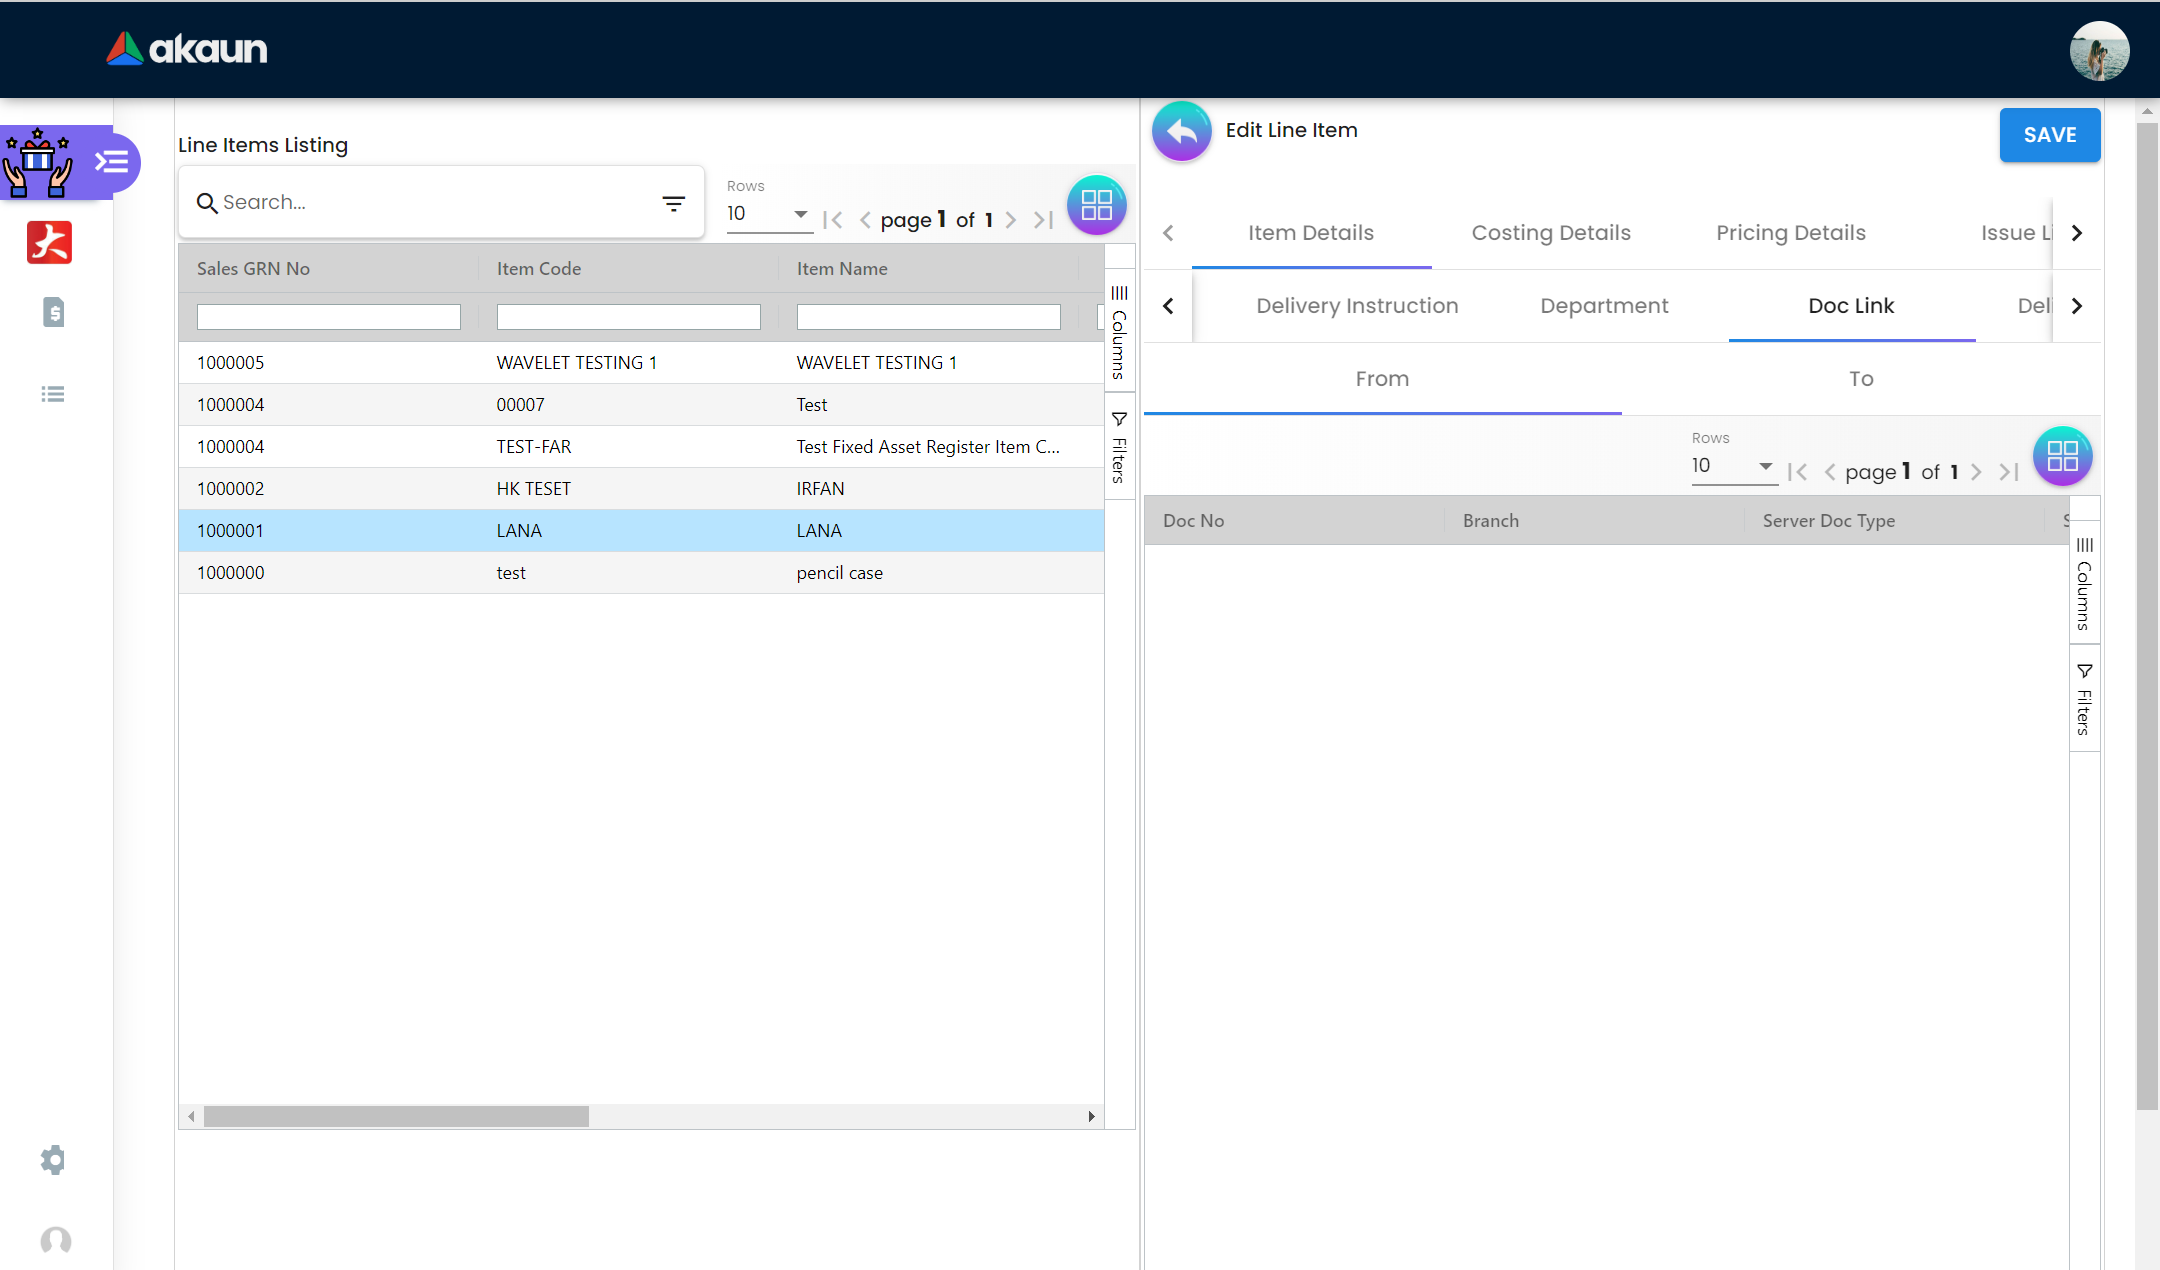 akaun
Line Items Listing
Search...
Rows
10
page 1 of 1
Sales GRN No Item Code Item Name
1000005 WAVELET TESTING 1 WAVELET TESTING 1
1000004 00007 Test
1000004 TEST-FAR Test Fixed Asset Register Item C...
1000002 HK TESET IRFAN
1000001 LANA LANA
1000000 test pencil case
Columns
Filters
Edit Line Item
SAVE
Item Details Costing Details Pricing Details Issue Li
Delivery Instruction Department Doc Link Deli
From To
Rows
10
page 1 of 1
Doc No Branch Server Doc Type S
Columns
Filters